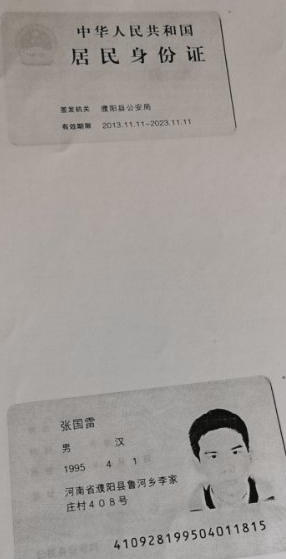 中华人民共和国
居民身份证
签发机关 濮阳县公安局
有效期限 2013.11.11-2023.11.11
张国雷
男 汉
1995 4 1
河南省濮阳县鲁河乡李家
庄村408号
410928199504011815